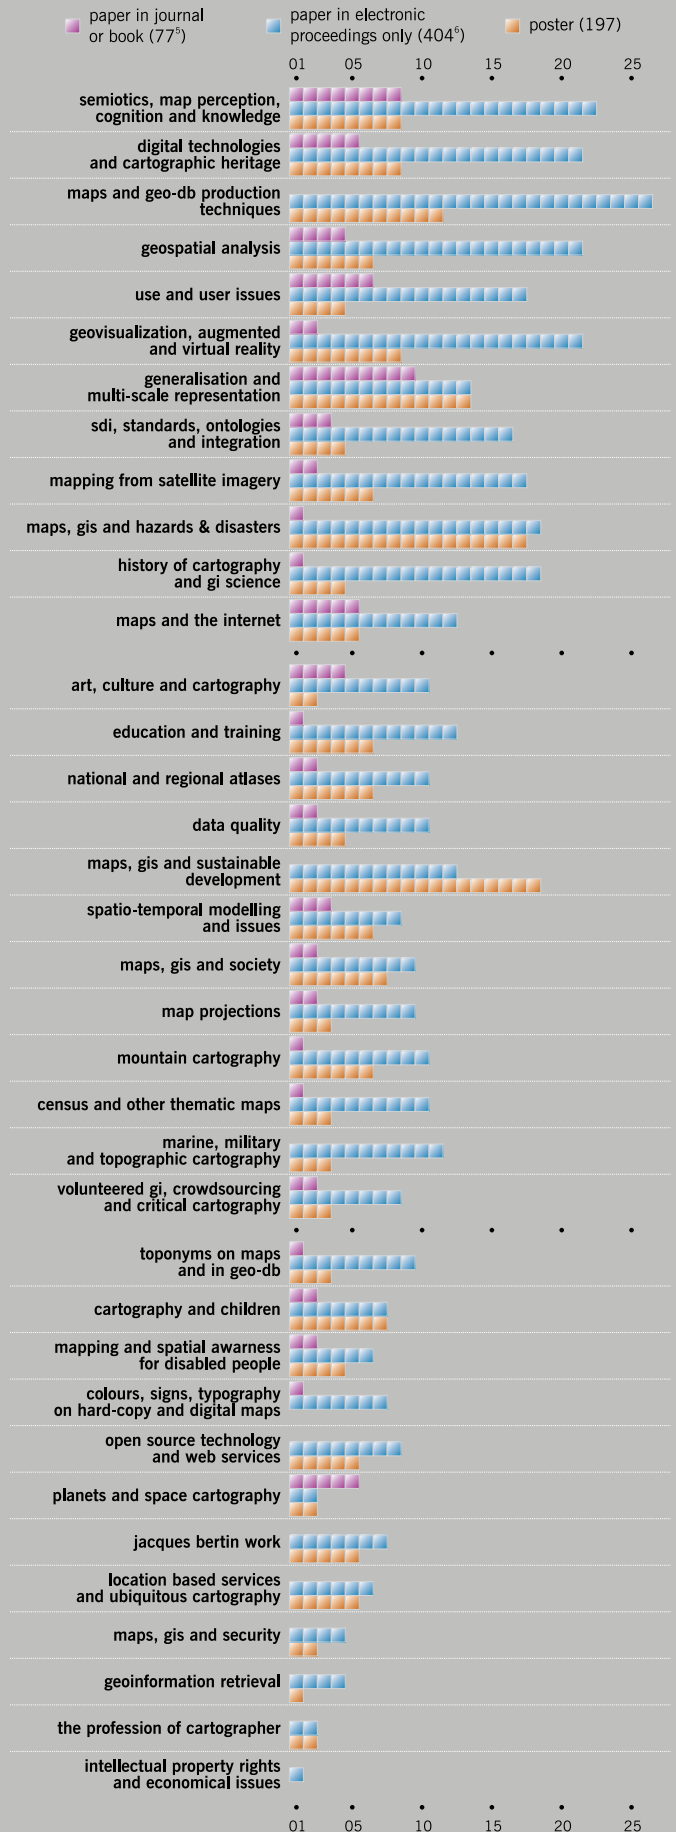 paper in journal
or book (77⁵)
paper in electronic
proceedings only (404⁶)
poster (197)
01 05 10 15 20 25
semiotics, map perception,
cognition and knowledge
digital technologies
and cartographic heritage
maps and geo-db production
techniques
geospatial analysis
use and user issues
geovisualization, augmented
and virtual reality
generalisation and
multi-scale representation
sdi, standards, ontologies
and integration
mapping from satellite imagery
maps, gis and hazards & disasters
history of cartography
and gi science
maps and the internet
art, culture and cartography
education and training
national and regional atlases
data quality
maps, gis and sustainable
development
spatio-temporal modelling
and issues
maps, gis and society
map projections
mountain cartography
census and other thematic maps
marine, military
and topographic cartography
volunteered gi, crowdsourcing
and critical cartography
toponyms on maps
and in geo-db
cartography and children
mapping and spatial awarness
for disabled people
colours, signs, typography
on hard-copy and digital maps
open source technology
and web services
planets and space cartography
jacques bertin work
location based services
and ubiquitous cartography
maps, gis and security
geoinformation retrieval
the profession of cartographer
intellectual property rights
and economical issues
01 05 10 15 20 25